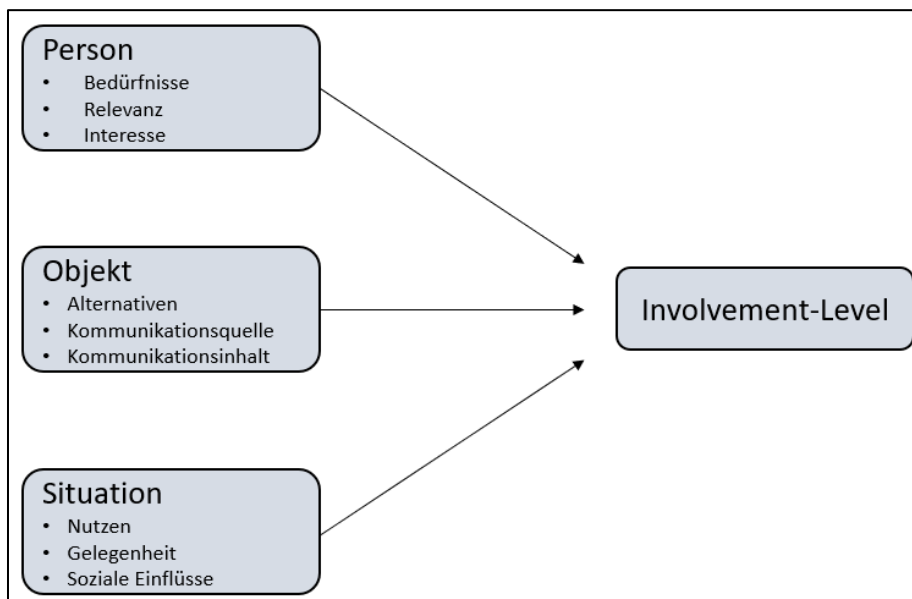 Person
• Bedürfnisse
• Relevanz
• Interesse
Objekt
• Alternativen
• Kommunikationsquelle
• Kommunikationsinhalt
Involvement-Level
Situation
• Nutzen
• Gelegenheit
• Soziale Einflüsse